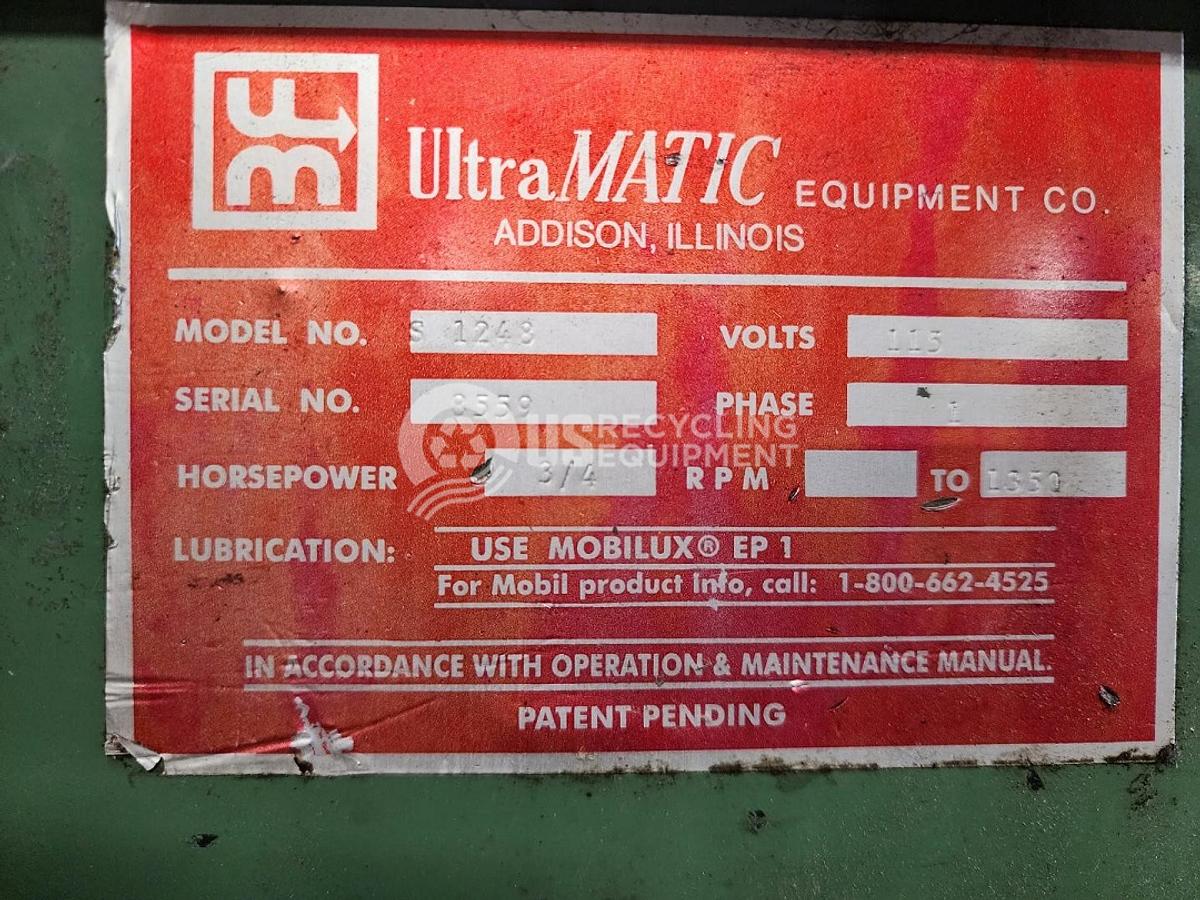 mf UltraMATIC EQUIPMENT CO.
ADDISON, ILLINOIS
MODEL NO. S 1248 VOLTS 115
SERIAL NO. 8559 PHASE 1
HORSEPOWER 3/4 RPM TO 1350
US RECYCLING EQUIPMENT
LUBRICATION: USE MOBILUX® EP 1
For Mobil product Info, call: 1-800-662-4525
IN ACCORDANCE WITH OPERATION & MAINTENANCE MANUAL.
PATENT PENDING